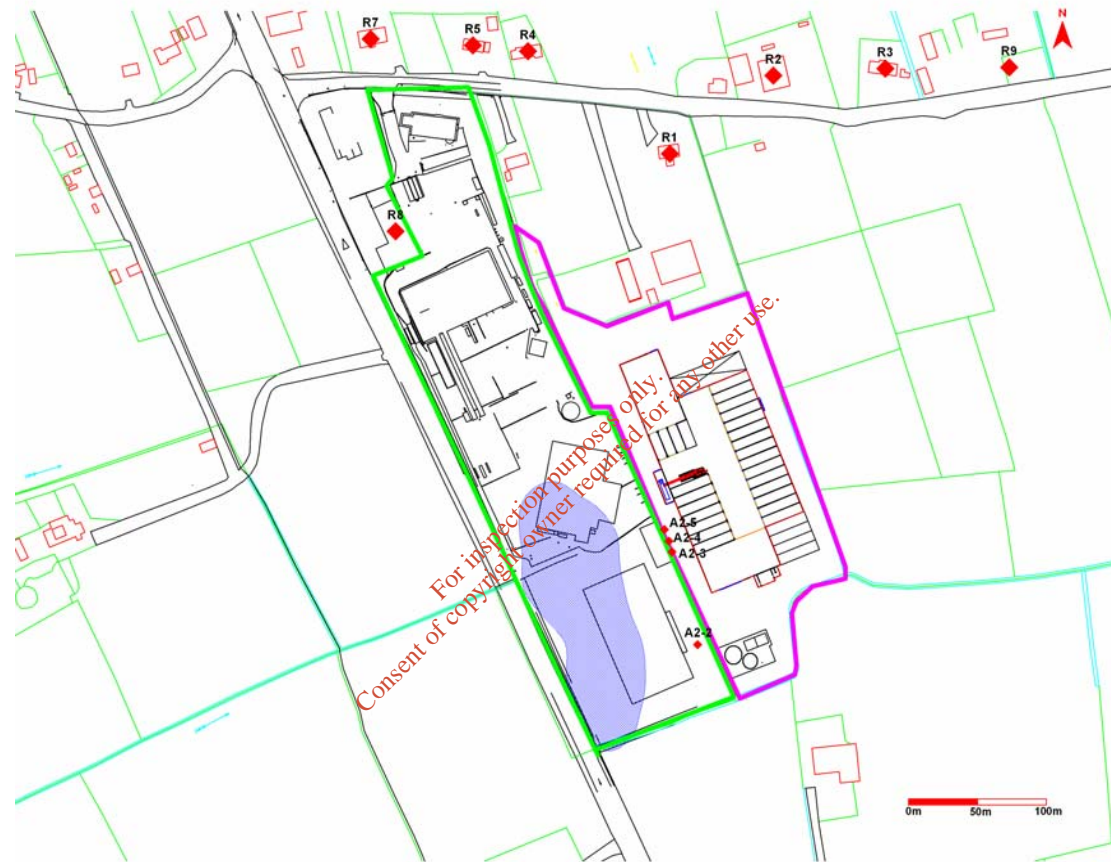 R7
R5
R4
R2
R3
R9
N
R1
R8
For inspection purposes only.
Consent of copyright owner required for any other use.
A2-5
A2-4
A2-3
A2-2
0m 50m 100m